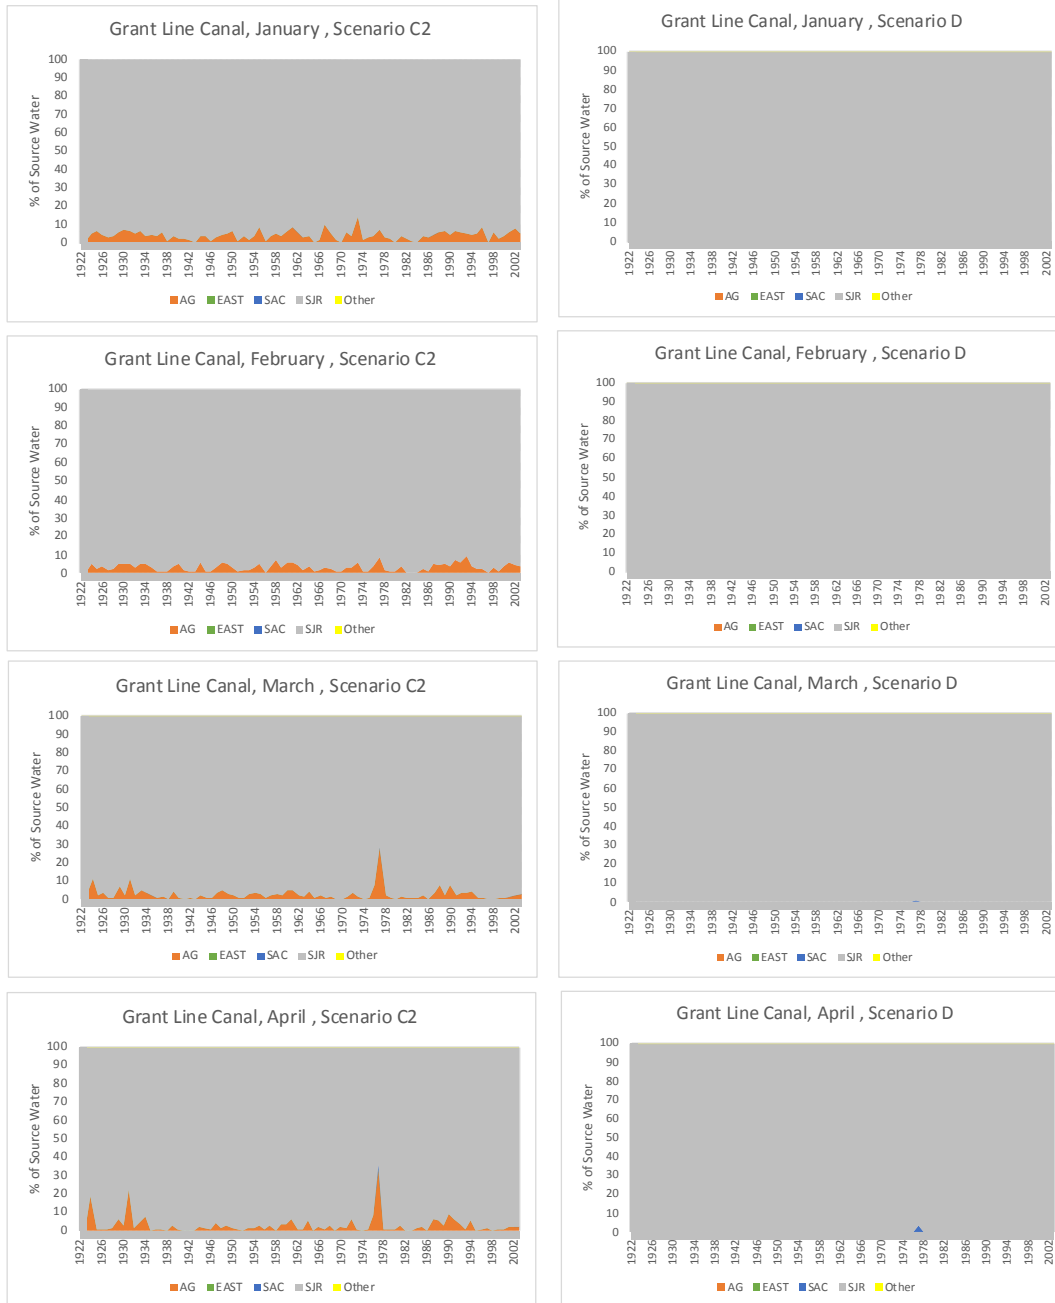 Grant Line Canal, January , Scenario C2
% of Source Water
100
90
80
70
60
50
40
30
20
10
0
1922 1926 1930 1934 1938 1942 1946 1950 1954 1958 1962 1966 1970 1974 1978 1982 1986 1990 1994 1998 2002
AG EAST SAC SJR Other
Grant Line Canal, January , Scenario D
% of Source Water
100
90
80
70
60
50
40
30
20
10
0
1922 1926 1930 1934 1938 1942 1946 1950 1954 1958 1962 1966 1970 1974 1978 1982 1986 1990 1994 1998 2002
AG EAST SAC SJR Other
Grant Line Canal, February , Scenario C2
% of Source Water
100
90
80
70
60
50
40
30
20
10
0
1922 1926 1930 1934 1938 1942 1946 1950 1954 1958 1962 1966 1970 1974 1978 1982 1986 1990 1994 1998 2002
AG EAST SAC SJR Other
Grant Line Canal, February , Scenario D
% of Source Water
100
90
80
70
60
50
40
30
20
10
0
1922 1926 1930 1934 1938 1942 1946 1950 1954 1958 1962 1966 1970 1974 1978 1982 1986 1990 1994 1998 2002
AG EAST SAC SJR Other
Grant Line Canal, March , Scenario C2
% of Source Water
100
90
80
70
60
50
40
30
20
10
0
1922 1926 1930 1934 1938 1942 1946 1950 1954 1958 1962 1966 1970 1974 1978 1982 1986 1990 1994 1998 2002
AG EAST SAC SJR Other
Grant Line Canal, March , Scenario D
% of Source Water
100
90
80
70
60
50
40
30
20
10
0
1922 1926 1930 1934 1938 1942 1946 1950 1954 1958 1962 1966 1970 1974 1978 1982 1986 1990 1994 1998 2002
AG EAST SAC SJR Other
Grant Line Canal, April , Scenario C2
% of Source Water
100
90
80
70
60
50
40
30
20
10
0
1922 1926 1930 1934 1938 1942 1946 1950 1954 1958 1962 1966 1970 1974 1978 1982 1986 1990 1994 1998 2002
AG EAST SAC SJR Other
Grant Line Canal, April , Scenario D
% of Source Water
100
90
80
70
60
50
40
30
20
10
0
1922 1926 1930 1934 1938 1942 1946 1950 1954 1958 1962 1966 1970 1974 1978 1982 1986 1990 1994 1998 2002
AG EAST SAC SJR Other